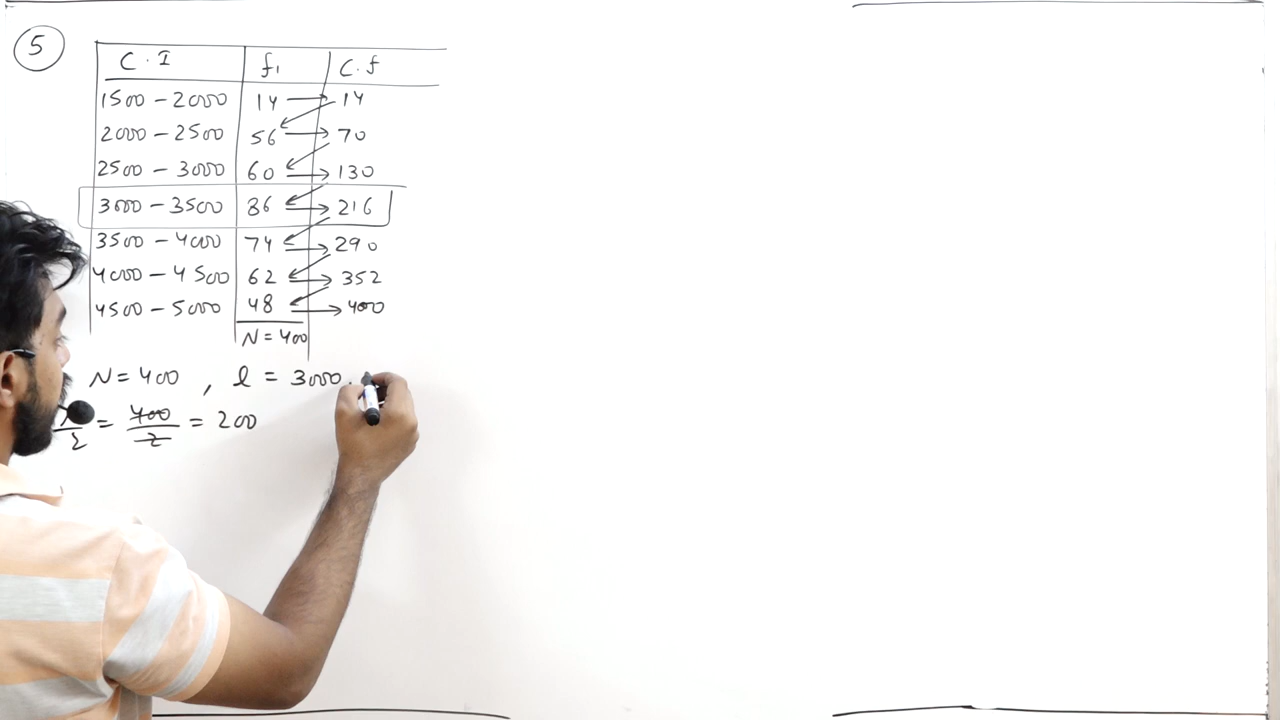 5
C.I f₁ C.f
1500 - 2000 14 14
2000 - 2500 56 70
2500 - 3000 60 130
3000 - 3500 86 216
3500 - 4000 74 290
4000 - 4500 62 352
4500 - 5000 48 400
N = 400
N = 400 , l = 3000
2 = 400/2 = 200